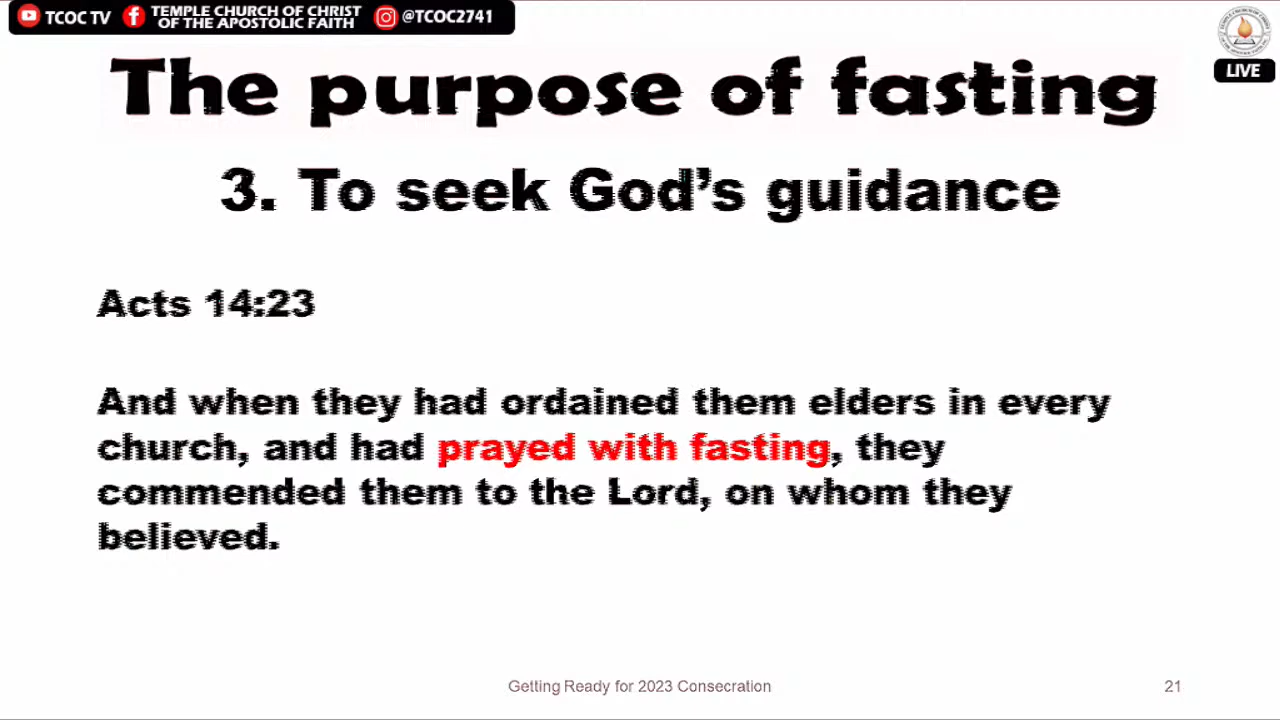 TCOC TV TEMPLE CHURCH OF CHRIST OF THE APOSTOLIC FAITH @TCOC2741
LIVE
The purpose of fasting
3. To seek God's guidance
Acts 14:23
And when they had ordained them elders in every
church, and had prayed with fasting, they
commended them to the Lord, on whom they
believed.
Getting Ready for 2023 Consecration
21